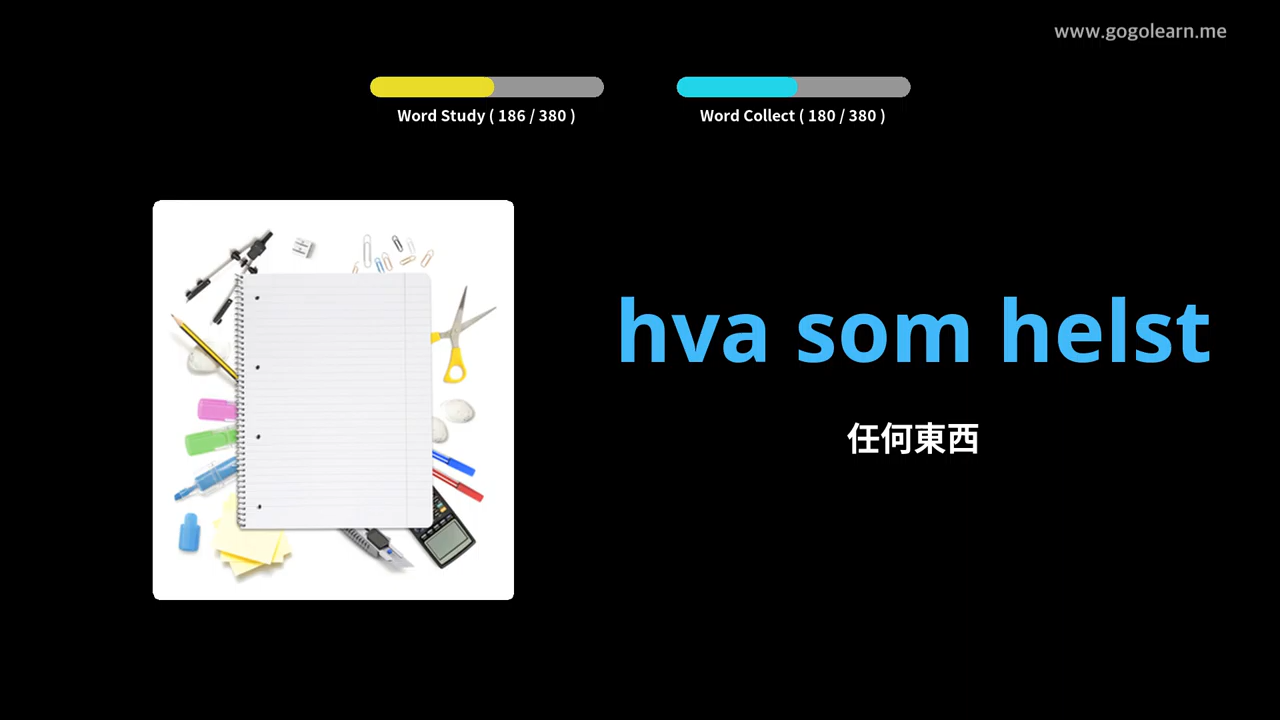 www.gogolearn.me
Word Study ( 186 / 380 )
Word Collect ( 180 / 380 )
hva som helst
任何東西